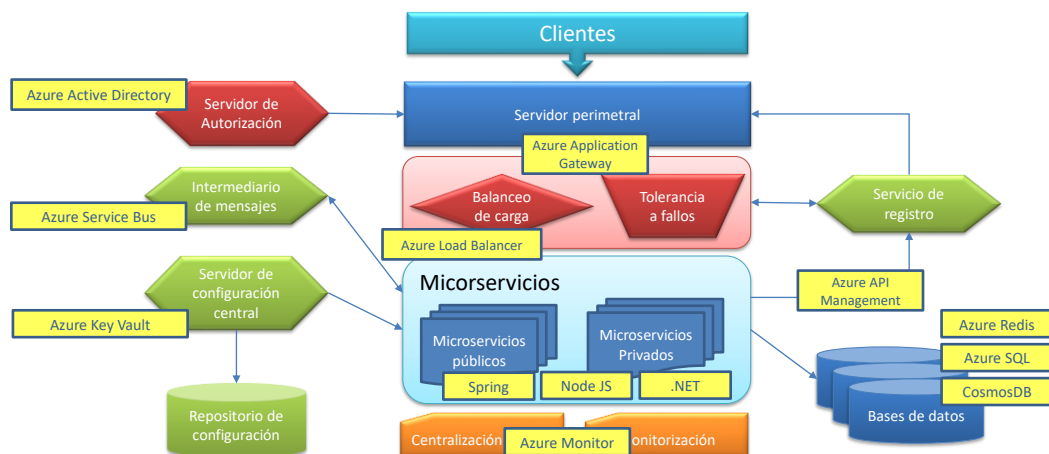 Clientes
Azure Active Directory
Servidor de
Autorización
Servidor perimetral
Azure Application
Gateway
Intermediario
de mensajes
Azure Service Bus
Balanceo
de carga
Tolerancia
a fallos
Servicio de
registro
Azure Load Balancer
Servidor de
configuración
central
Azure Key Vault
Micorservicios
Azure API
Management
Microservicios
públicos
Microservicios
Privados
Spring
Node JS
.NET
Azure Redis
Azure SQL
CosmosDB
Bases de datos
Repositorio de
configuración
Centralización
Azure Monitor
onitorización